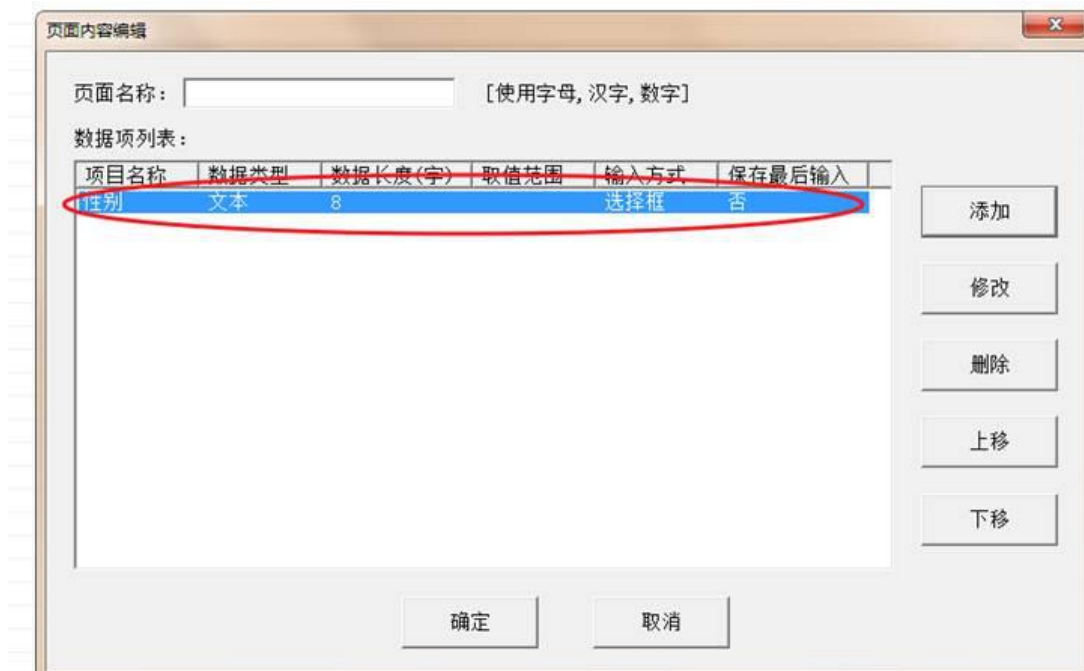 页面内容编辑
页面名称: [使用字母,汉字,数字]
数据项列表:
项目名称 数据类型 数据长度(字) 取值范围 输入方式 保存最后输入
性别 文本 8 选择框 否
添加
修改
删除
上移
下移
确定 取消